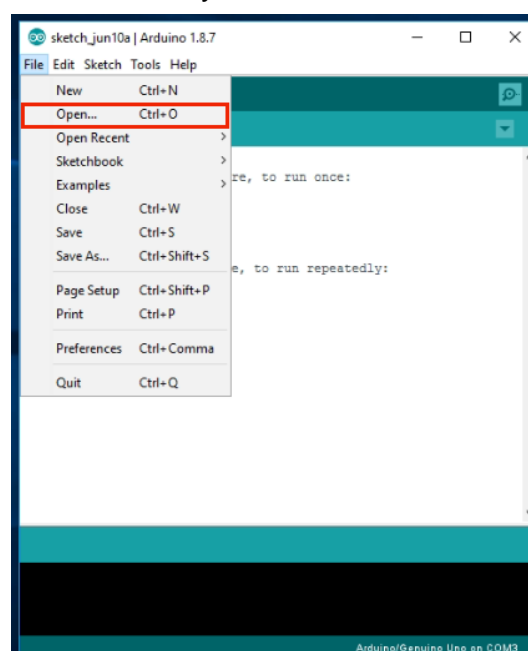 sketch_jun10a | Arduino 1.8.7
File Edit Sketch Tools Help
New Ctrl+N
Open... Ctrl+O
Open Recent
Sketchbook
Examples
Close Ctrl+W
Save Ctrl+S
Save As... Ctrl+Shift+S
Page Setup Ctrl+Shift+P
Print Ctrl+P
Preferences Ctrl+Comma
Quit Ctrl+Q
re, to run once:
e, to run repeatedly:
Arduino/Genuino Uno on COM3